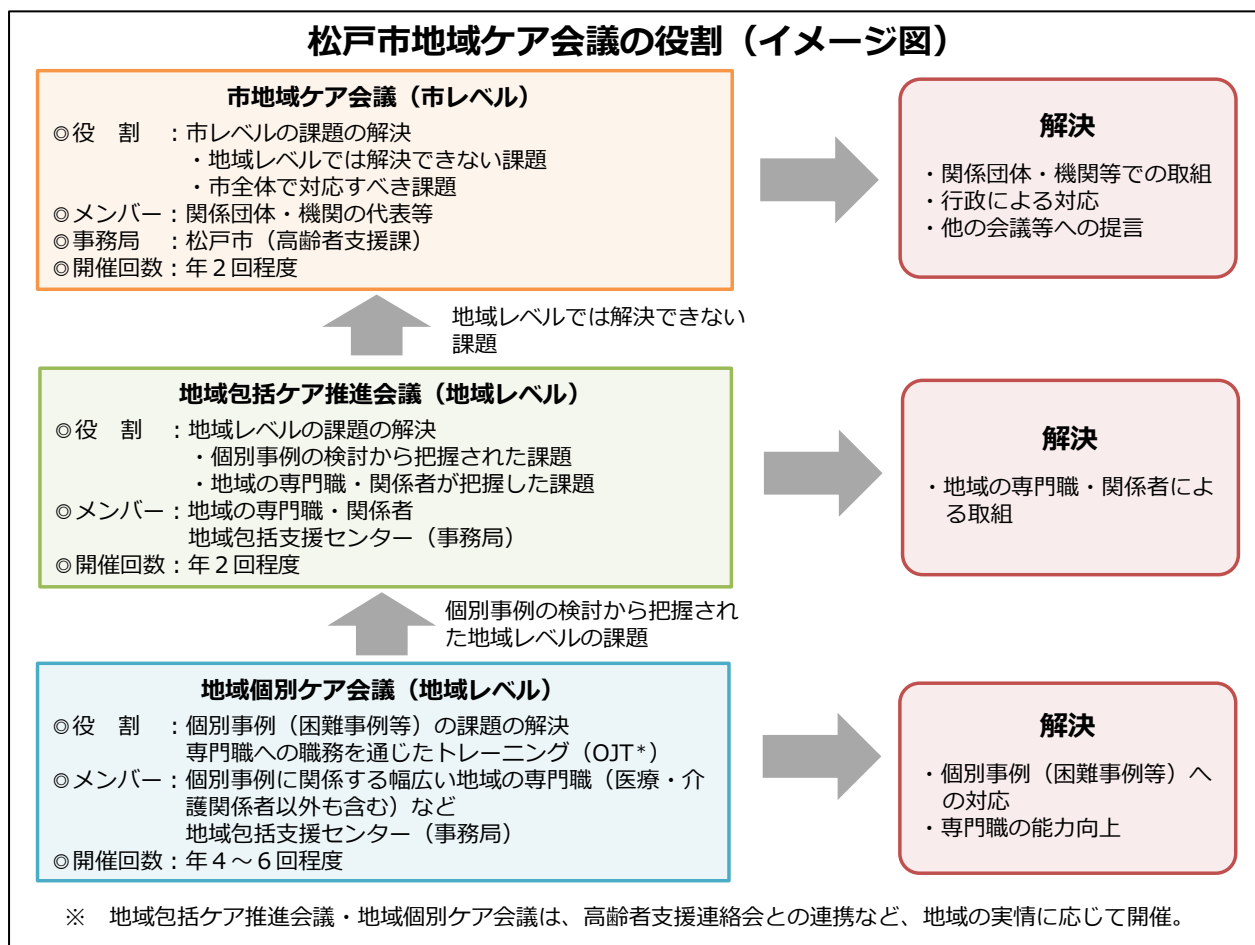 松戸市地域ケア会議の役割（イメージ図）
市地域ケア会議（市レベル）
◎役　割　：市レベルの課題の解決
・地域レベルでは解決できない課題
・市全体で対応すべき課題
◎メンバー：関係団体・機関の代表等
◎事務局　：松戸市（高齢者支援課）
◎開催回数：年２回程度
解決
・関係団体・機関等での取組
・行政による対応
・他の会議等への提言
地域レベルでは解決できない
課題
地域包括ケア推進会議（地域レベル）
◎役　割　：地域レベルの課題の解決
・個別事例の検討から把握された課題
・地域の専門職・関係者が把握した課題
◎メンバー：地域の専門職・関係者
地域包括支援センター（事務局）
◎開催回数：年２回程度
解決
・地域の専門職・関係者によ
る取組
個別事例の検討から把握され
た地域レベルの課題
地域個別ケア会議（地域レベル）
◎役　割　：個別事例（困難事例等）の課題の解決
専門職への職務を通じたトレーニング（OJT*）
◎メンバー：個別事例に関係する幅広い地域の専門職（医療・介
護関係者以外も含む）など
地域包括支援センター（事務局）
◎開催回数：年４～６回程度
解決
・個別事例（困難事例等）へ
の対応
・専門職の能力向上
※　地域包括ケア推進会議・地域個別ケア会議は、高齢者支援連絡会との連携など、地域の実情に応じて開催。